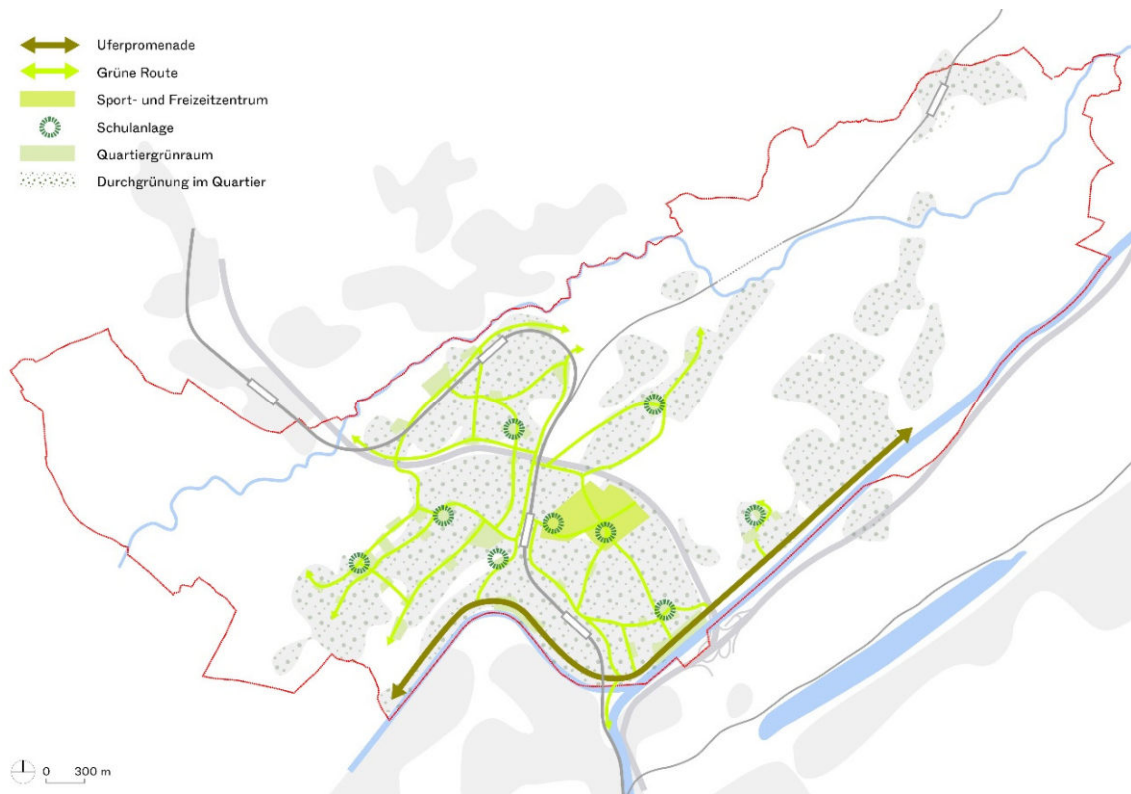 Uferpromenade
Grüne Route
Sport- und Freizeitzentrum
Schulanlage
Quartiergrünraum
Durchgrünung im Quartier
0 300 m